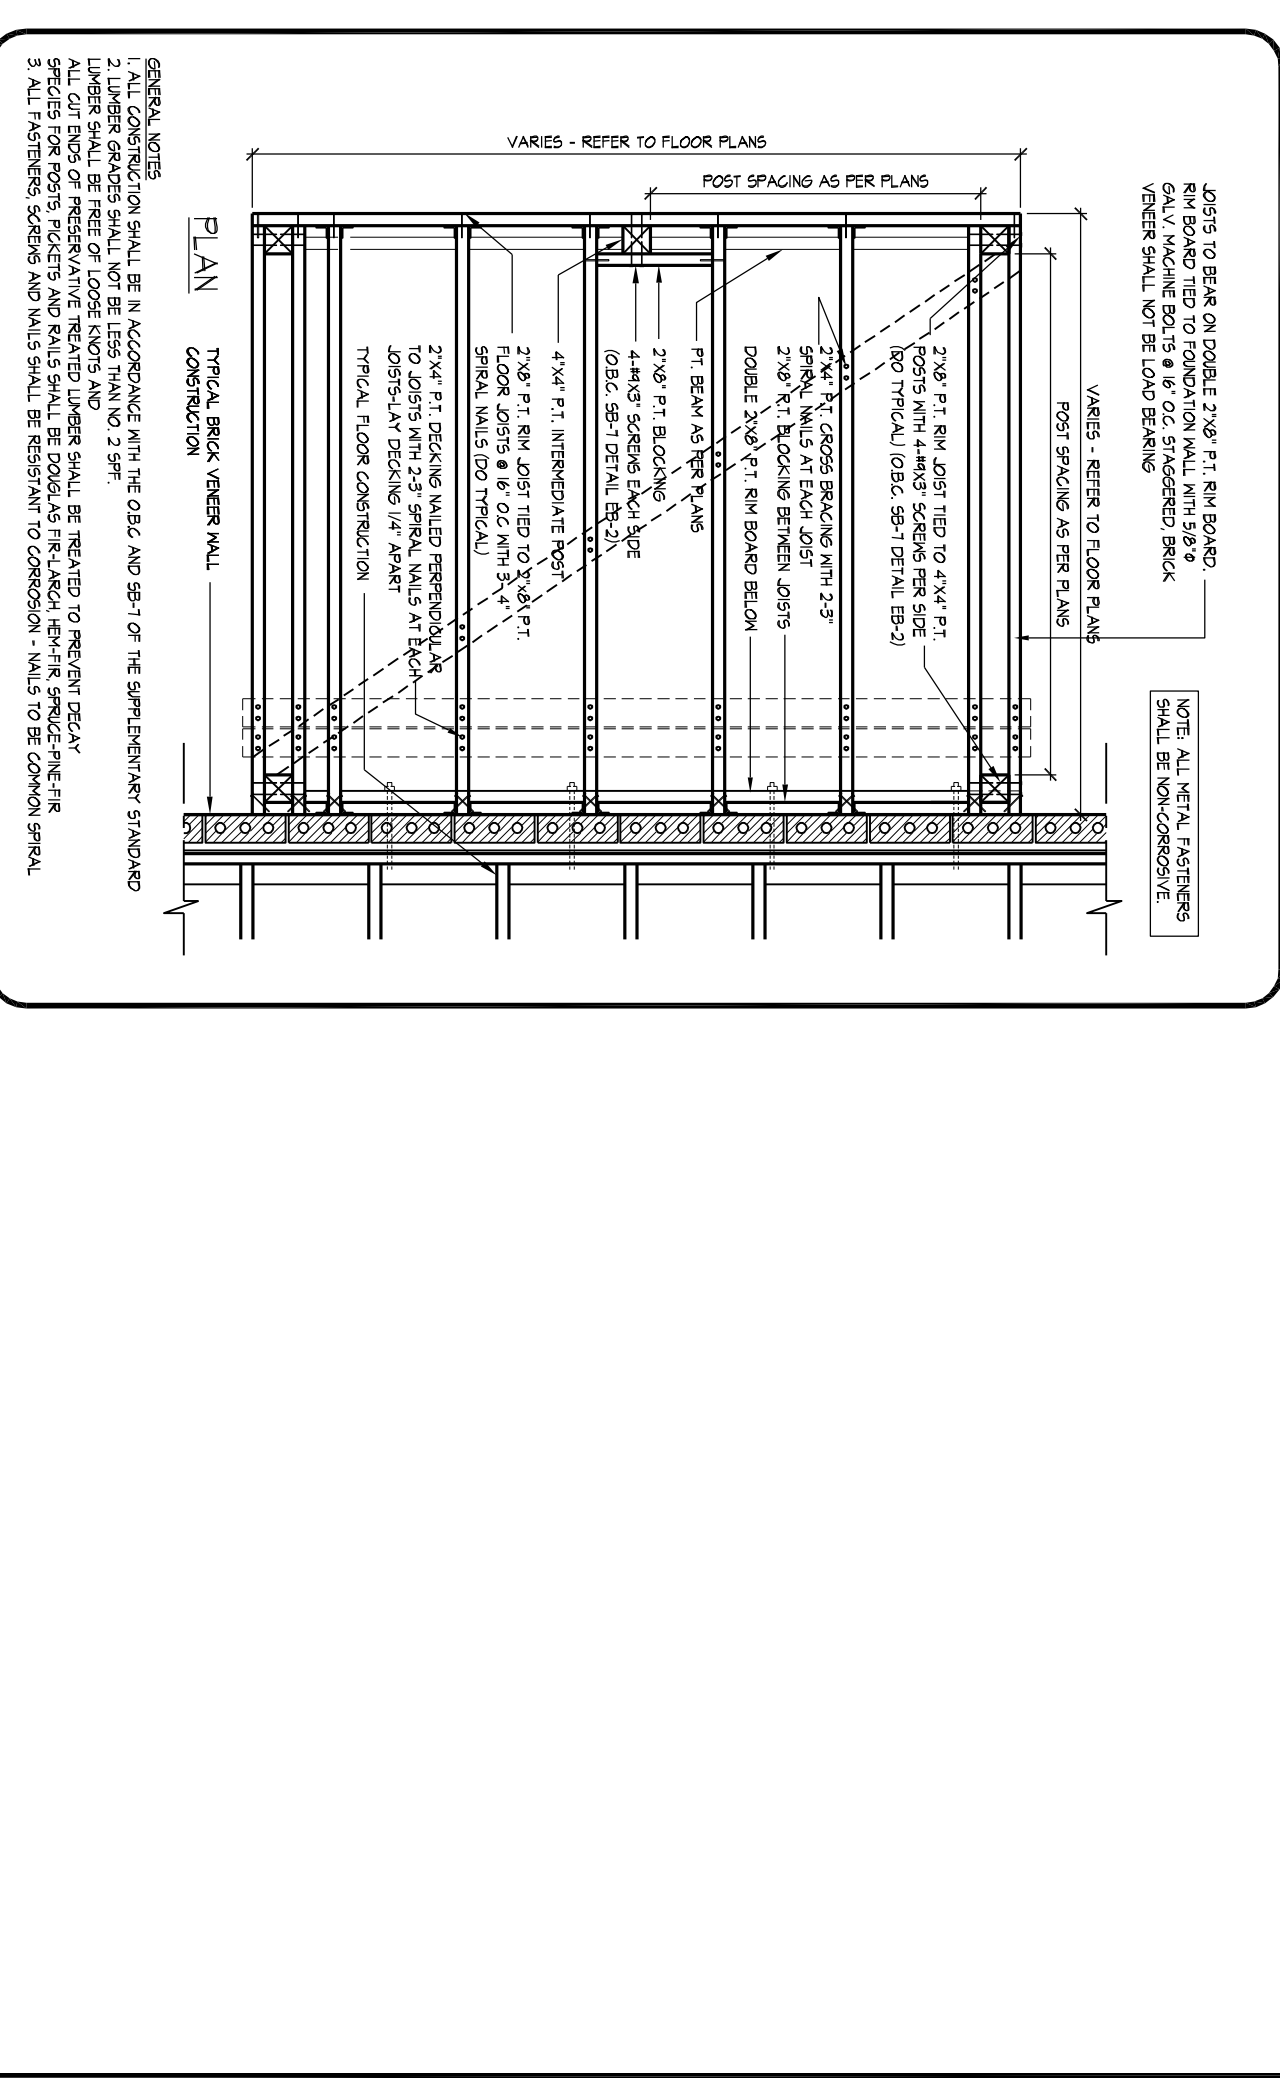 JOISTS TO BEAR ON DOUBLE 2"X8" P.T. RIM BOARD.
RIM BOARD TIED TO FOUNDATION WALL WITH 5/8"Φ
GALV. MACHINE BOLTS @ 16" O.C. STAGGERED, BRICK
VENEER SHALL NOT BE LOAD BEARING
NOTE: ALL METAL FASTENERS
SHALL BE NON-CORROSIVE.
VARIES - REFER TO FLOOR PLANS
POST SPACING AS PER PLANS
VARIES - REFER TO FLOOR PLANS
POST SPACING AS PER PLANS
2"X8" P.T. RIM JOIST TIED TO 4"X4" P.T.
POSTS WITH 4-#9X3" SCREWS PER SIDE
(DO TYPICAL) (O.B.C. SB-7 DETAIL EB-2)
2"X4" P.T. CROSS BRACING WITH 2-3"
SPIRAL NAILS AT EACH JOIST
2"X8" P.T. BLOCKING BETWEEN JOISTS
DOUBLE 2"X8" P.T. RIM BOARD BELOW
PT. BEAM AS PER PLANS
2"X8" P.T. BLOCKING
4-#9X3" SCREWS EACH SIDE
(O.B.C. SB-7 DETAIL EB-2)
4"X4" P.T. INTERMEDIATE POST
2"X8" P.T. RIM JOIST TIED TO 2"x8" P.T.
FLOOR JOISTS @ 16" O.C WITH 3-4"
SPIRAL NAILS (DO TYPICAL)
2"X4" P.T. DECKING NAILED PERPENDICULAR
TO JOISTS WITH 2-3" SPIRAL NAILS AT EACH
JOISTS-LAY DECKING 1/4" APART
TYPICAL FLOOR CONSTRUCTION
TYPICAL BRICK VENEER WALL
CONSTRUCTION
PLAN
GENERAL NOTES
1. ALL CONSTRUCTION SHALL BE IN ACCORDANCE WITH THE O.B.C AND SB-7 OF THE SUPPLEMENTARY STANDARD
2. LUMBER GRADES SHALL NOT BE LESS THAN NO. 2 SPF.
LUMBER SHALL BE FREE OF LOOSE KNOTS AND
ALL CUT ENDS OF PRESERVATIVE TREATED LUMBER SHALL BE TREATED TO PREVENT DECAY
SPECIES FOR POSTS, PICKETS AND RAILS SHALL BE DOUGLAS FIR-LARCH, HEM-FIR, SPRUCE-PINE-FIR
3. ALL FASTENERS, SCREWS AND NAILS SHALL BE RESISTANT TO CORROSION - NAILS TO BE COMMON SPIRAL